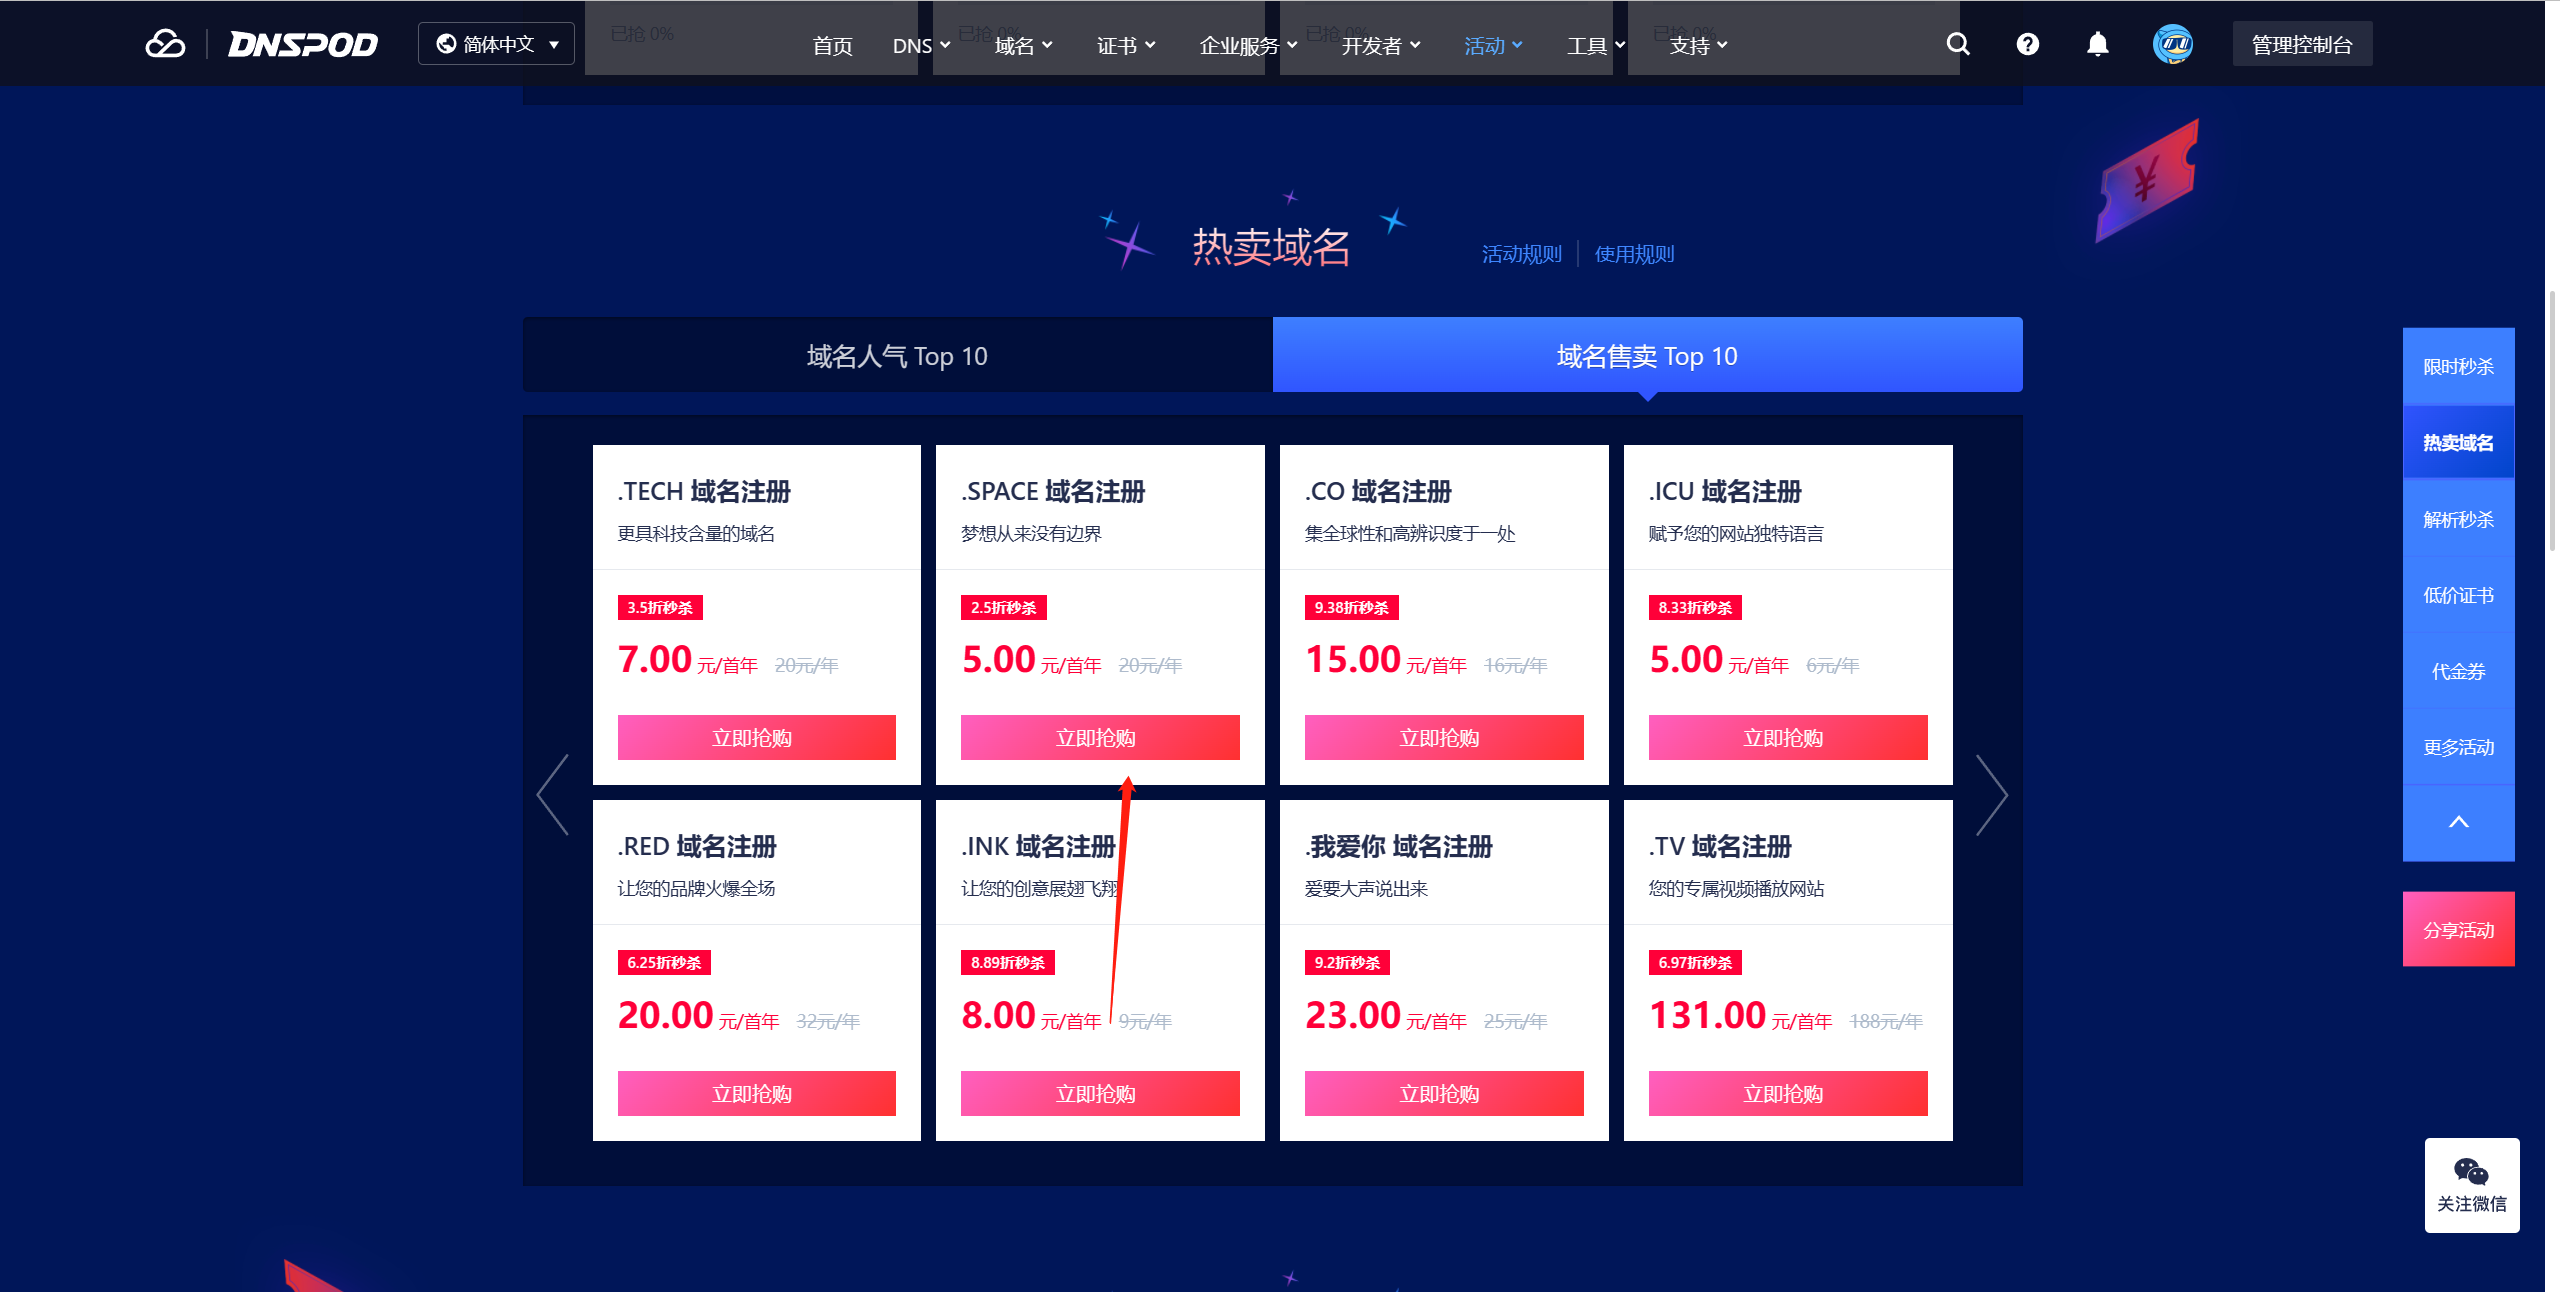 DNSPOD
简体中文
首页
DNS
域名
证书
企业服务
开发者
活动
工具
支持
管理控制台
已抢 0%
已抢 0%
已抢 0%
已抢 0%
热卖域名
活动规则
使用规则
域名人气 Top 10
域名售卖 Top 10
.TECH 域名注册
更具科技含量的域名
3.5折秒杀
7.00 元/首年 20元/年
立即抢购
.SPACE 域名注册
梦想从来没有边界
2.5折秒杀
5.00 元/首年 20元/年
立即抢购
.CO 域名注册
集全球性和高辨识度于一处
9.38折秒杀
15.00 元/首年 16元/年
立即抢购
.ICU 域名注册
赋予您的网站独特语言
8.33折秒杀
5.00 元/首年 6元/年
立即抢购
.RED 域名注册
让您的品牌火爆全场
6.25折秒杀
20.00 元/首年 32元/年
立即抢购
.INK 域名注册
让您的创意展翅飞翔
8.89折秒杀
8.00 元/首年 9元/年
立即抢购
.我爱你 域名注册
爱要大声说出来
9.2折秒杀
23.00 元/首年 25元/年
立即抢购
.TV 域名注册
您的专属视频播放网站
6.97折秒杀
131.00 元/首年 188元/年
立即抢购
限时秒杀
热卖域名
解析秒杀
低价证书
代金券
更多活动
分享活动
关注微信